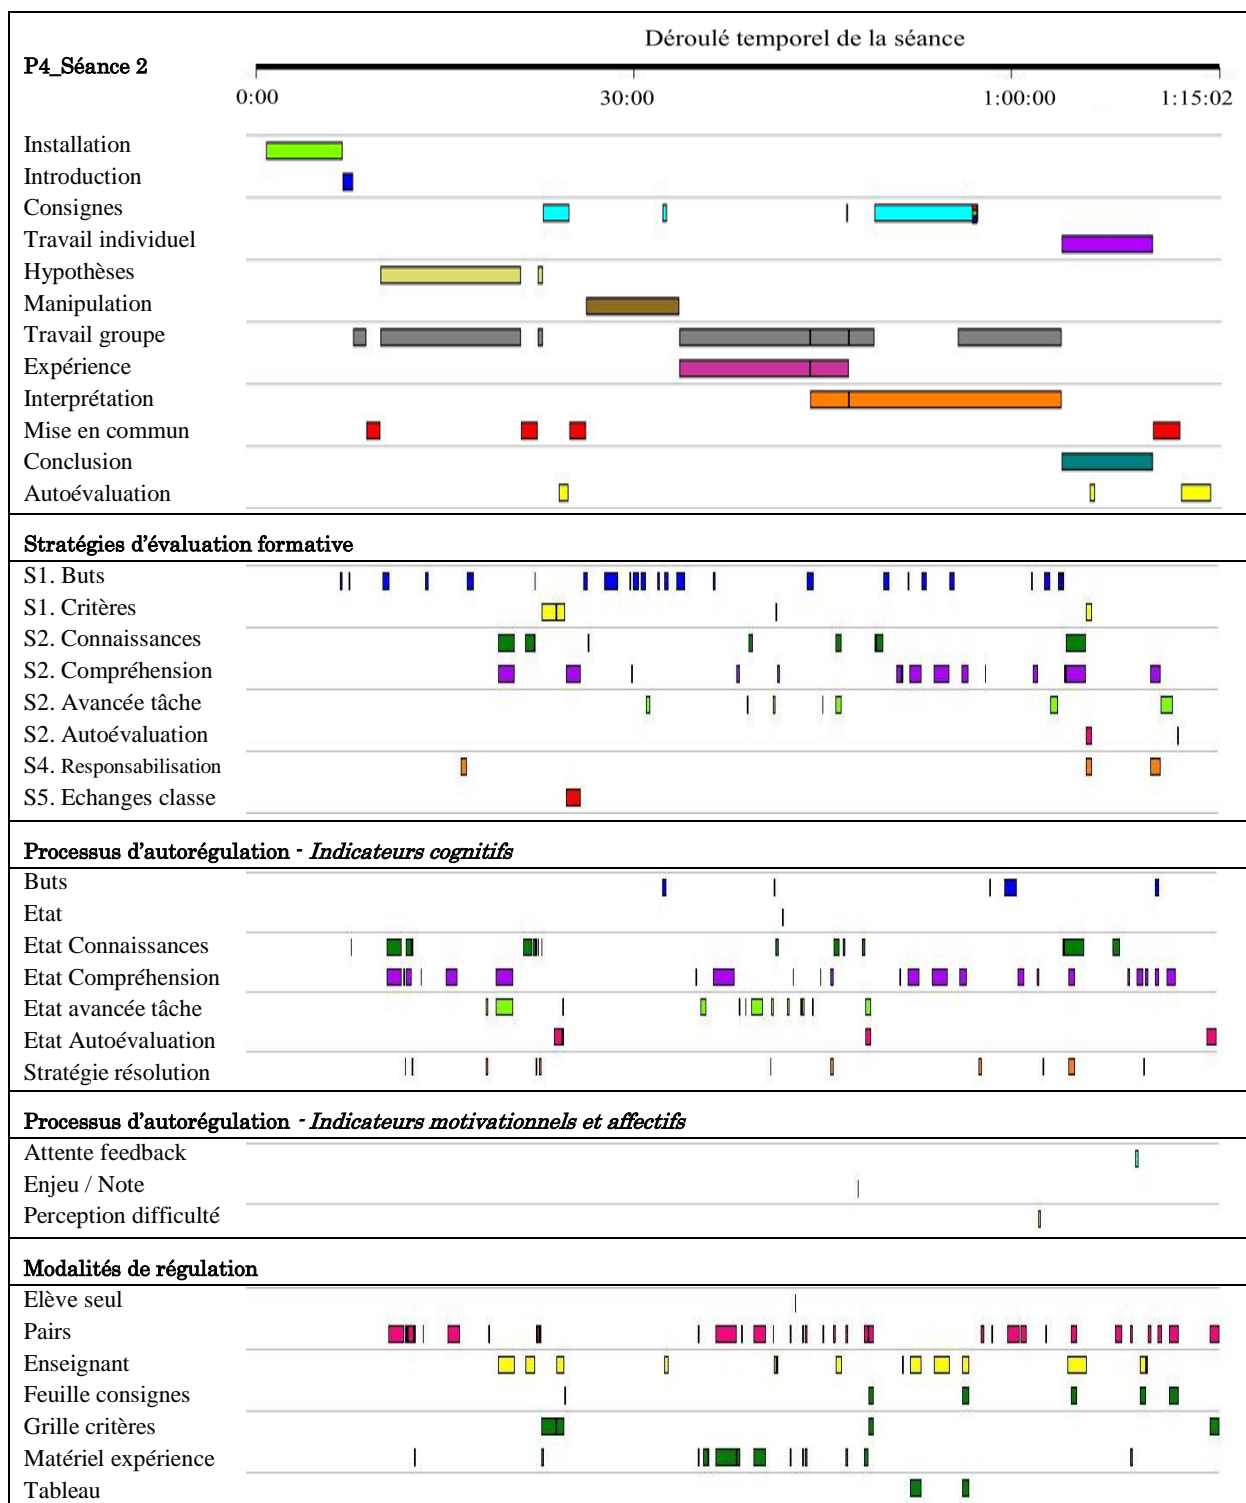 Déroulé temporel de la séance
P4_Séance 2
0:00 30:00 1:00:00 1:15:02
Installation
Introduction
Consignes
Travail individuel
Hypothèses
Manipulation
Travail groupe
Expérience
Interprétation
Mise en commun
Conclusion
Autoévaluation
Stratégies d'évaluation formative
S1. Buts
S1. Critères
S2. Connaissances
S2. Compréhension
S2. Avancée tâche
S2. Autoévaluation
S4. Responsabilisation
S5. Echanges classe
Processus d'autorégulation - Indicateurs cognitifs
Buts
Etat
Etat Connaissances
Etat Compréhension
Etat avancée tâche
Etat Autoévaluation
Stratégie résolution
Processus d'autorégulation - Indicateurs motivationnels et affectifs
Attente feedback
Enjeu / Note
Perception difficulté
Modalités de régulation
Elève seul
Pairs
Enseignant
Feuille consignes
Grille critères
Matériel expérience
Tableau